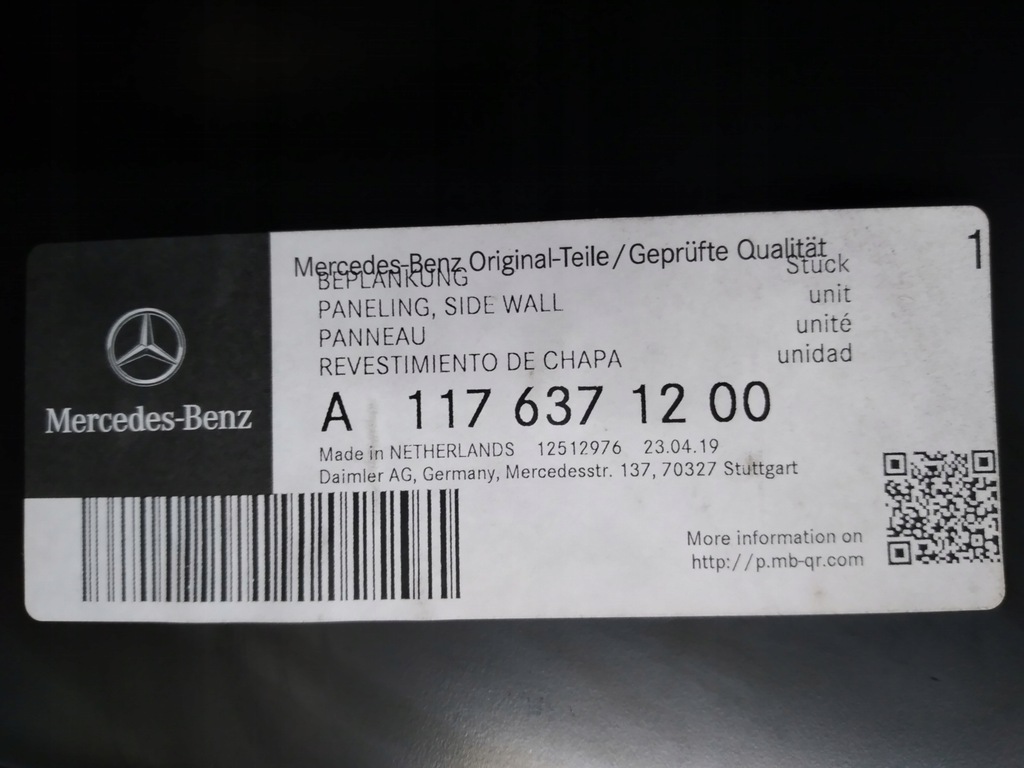 Mercedes-Benz Original-Teile/Geprüfte Qualität
1
BEPLANKUNG Stück
PANELING, SIDE WALL unit
PANNEAU unité
REVESTIMIENTO DE CHAPA unidad
A 117 637 12 00
Mercedes-Benz
Made in NETHERLANDS 12512976 23.04.19
Daimler AG, Germany, Mercedesstr. 137, 70327 Stuttgart
More information on
http://p.mb-qr.com